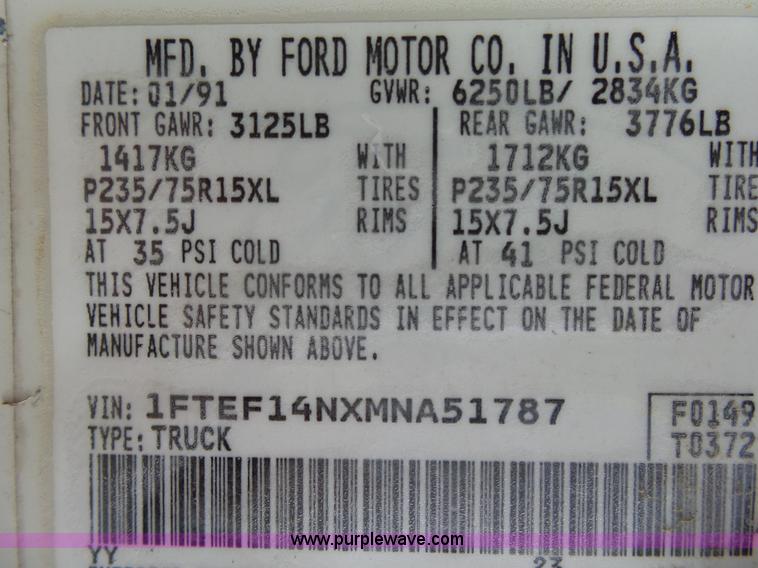 MFD. BY FORD MOTOR CO. IN U.S.A.
DATE: 01/91 GVWR: 6250LB/ 2834KG
FRONT GAWR: 3125LB REAR GAWR: 3776LB
1417KG WITH 1712KG WITH
P235/75R15XL TIRES P235/75R15XL TIRE
15X7.5J RIMS 15X7.5J RIMS
AT 35 PSI COLD AT 41 PSI COLD
THIS VEHICLE CONFORMS TO ALL APPLICABLE FEDERAL MOTOR
VEHICLE SAFETY STANDARDS IN EFFECT ON THE DATE OF
MANUFACTURE SHOWN ABOVE.
VIN: 1FTEF14NXMNA51787 F0149
TYPE: TRUCK T0372
www.purplewave.com
YY 23